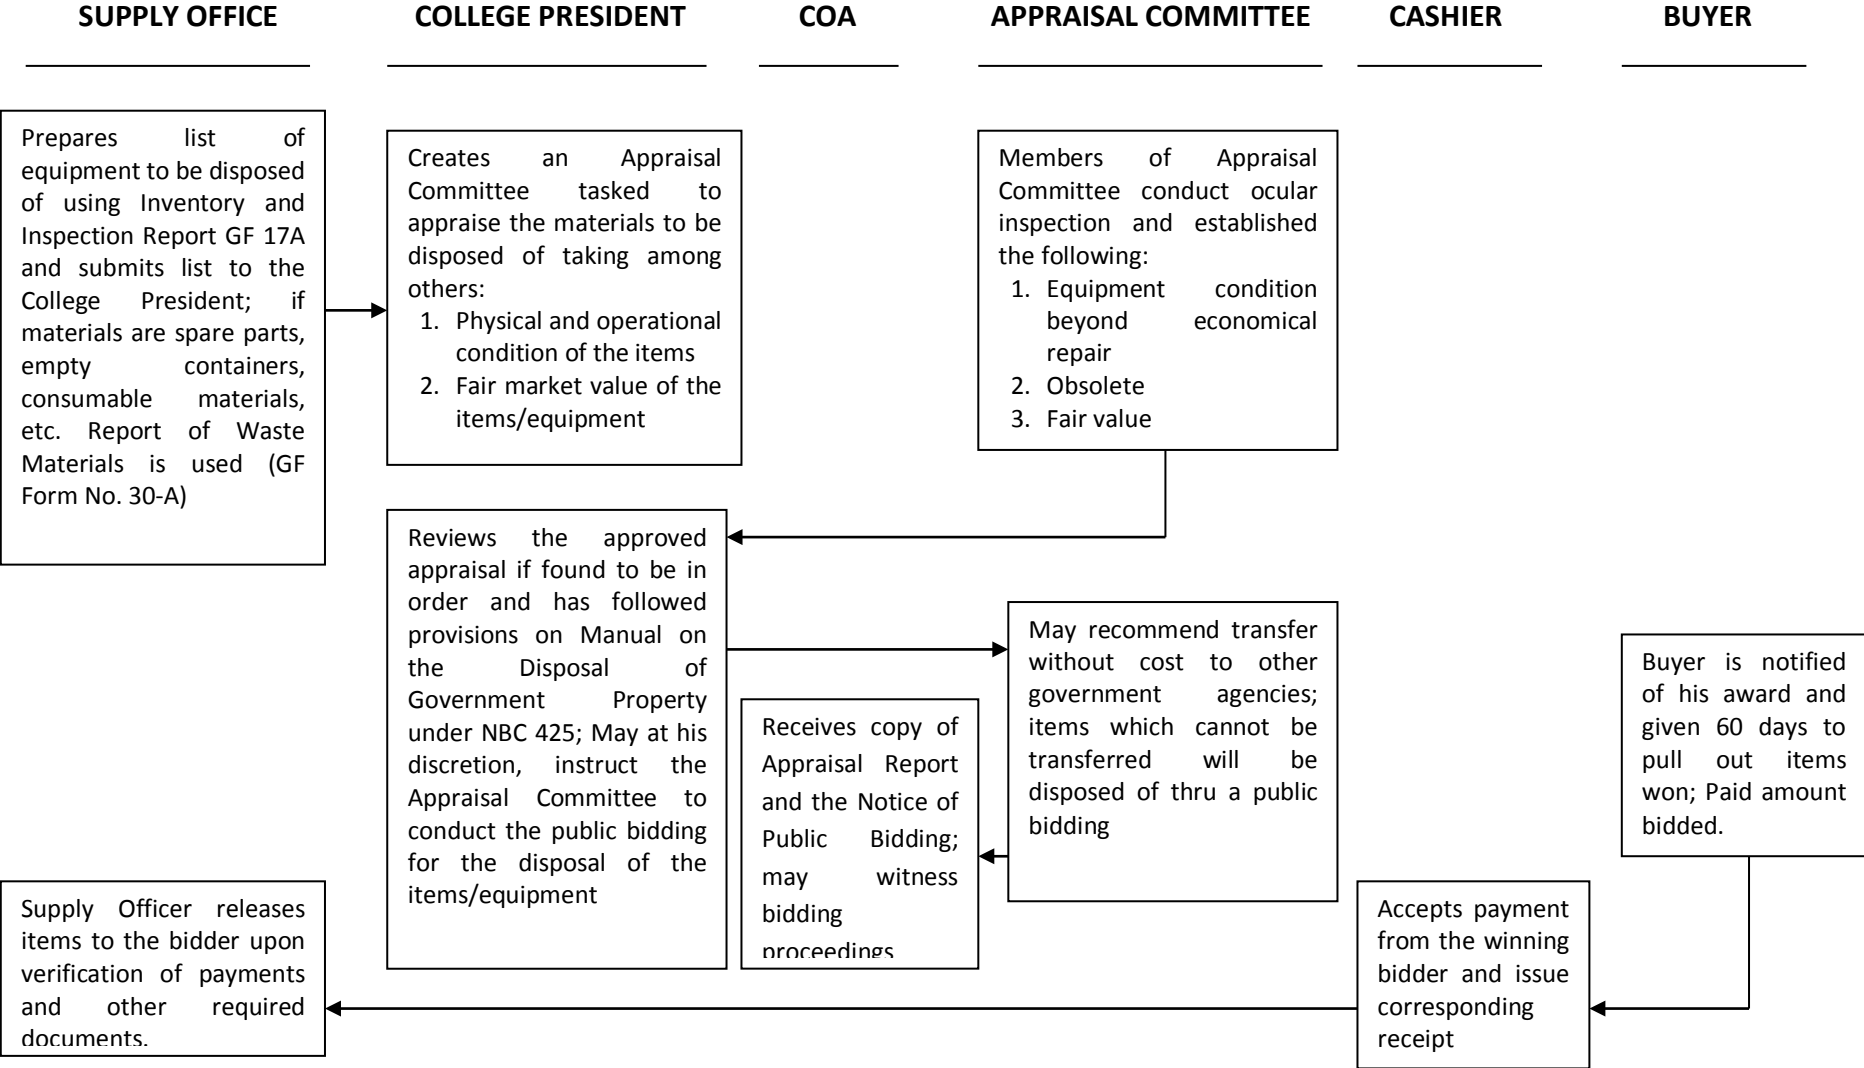 SUPPLY OFFICE
COLLEGE PRESIDENT
COA
APPRAISAL COMMITTEE
CASHIER
BUYER
Prepares list of
equipment to be disposed
of using Inventory and
Inspection Report GF 17A
and submits list to the
College President; if
materials are spare parts,
empty containers,
consumable materials,
etc. Report of Waste
Materials is used (GF
Form No. 30-A)
Creates an Appraisal
Committee tasked to
appraise the materials to be
disposed of taking among
others:
1. Physical and operational
condition of the items
2. Fair market value of the
items/equipment
Members of Appraisal
Committee conduct ocular
inspection and established
the following:
1. Equipment condition
beyond economical
repair
2. Obsolete
3. Fair value
Reviews the approved
appraisal if found to be in
order and has followed
provisions on Manual on
the Disposal of
Government Property
under NBC 425; May at his
discretion, instruct the
Appraisal Committee to
conduct the public bidding
for the disposal of the
items/equipment
May recommend transfer
without cost to other
government agencies;
items which cannot be
transferred will be
disposed of thru a public
bidding
Receives copy of
Appraisal Report
and the Notice of
Public Bidding;
may witness
bidding
proceedings
Buyer is notified
of his award and
given 60 days to
pull out items
won; Paid amount
bidded.
Accepts payment
from the winning
bidder and issue
corresponding
receipt
Supply Officer releases
items to the bidder upon
verification of payments
and other required
documents.